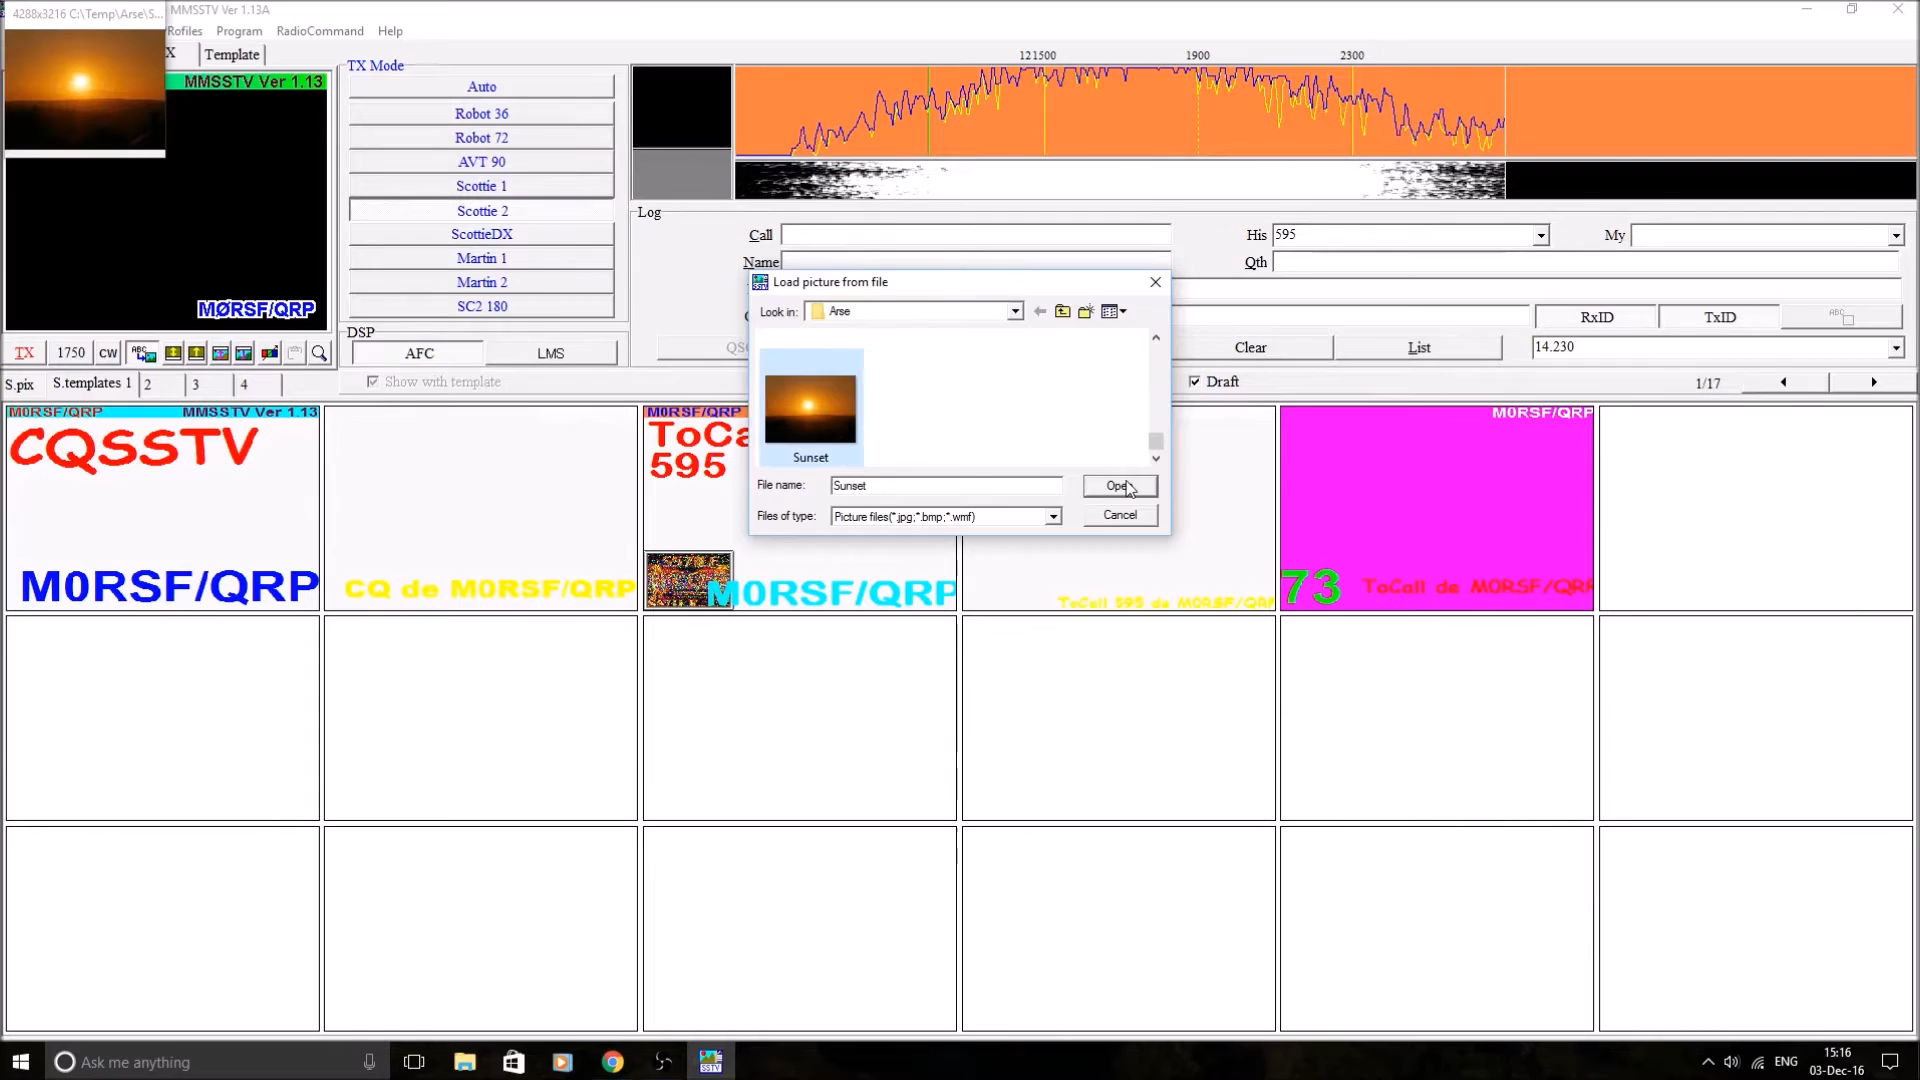 4288x3216 C:\Temp\Arse\S...
MMSSTV Ver 1.13A
Rofiles Program RadioCommand Help
X Template
MMSSTV Ver 1.13
MØRSF/QRP
TX Mode
Auto
Robot 36
Robot 72
AVT 90
Scottie 1
Scottie 2
ScottieDX
Martin 1
Martin 2
SC2 180
DSP
AFC LMS
121500 1900 2300
Log
Call
His 595
My
Name
Qth
RxID TxID ABC
Clear List 14.230
TX 1750 CW ABC
S.pix S.templates 1 2 3 4
Show with template
Draft
1/17
Load picture from file
Look in: Arse
Sunset
File name: Sunset
Files of type: Picture files(*.jpg;*.bmp;*.wmf)
Cancel
M0RSF/QRP MMSSTV Ver 1.13
CQSSTV
M0RSF/QRP
CQ de M0RSF/QRP
M0RSF/QRP
595
M0RSF/QRP
ToCall 595 de M0RSF/QRP
M0RSF/QRP
73 ToCall de M0RSF/QRP
Ask me anything
SSTV
ENG
15:16
03-Dec-16